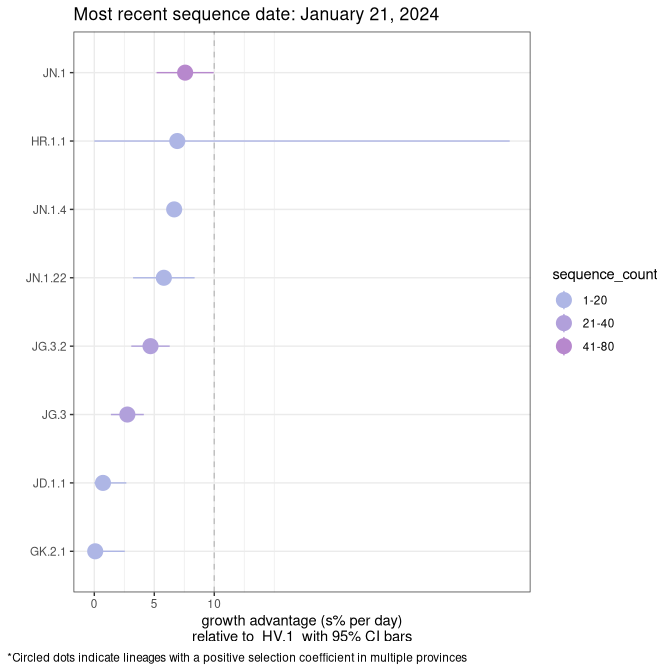 Most recent sequence date: January 21, 2024
JN.1
HR.1.1
JN.1.4
JN.1.22
JG.3.2
JG.3
JD.1.1
GK.2.1
0 5 10
growth advantage (s% per day)
relative to HV.1 with 95% CI bars
sequence_count
1-20
21-40
41-80
*Circled dots indicate lineages with a positive selection coefficient in multiple provinces